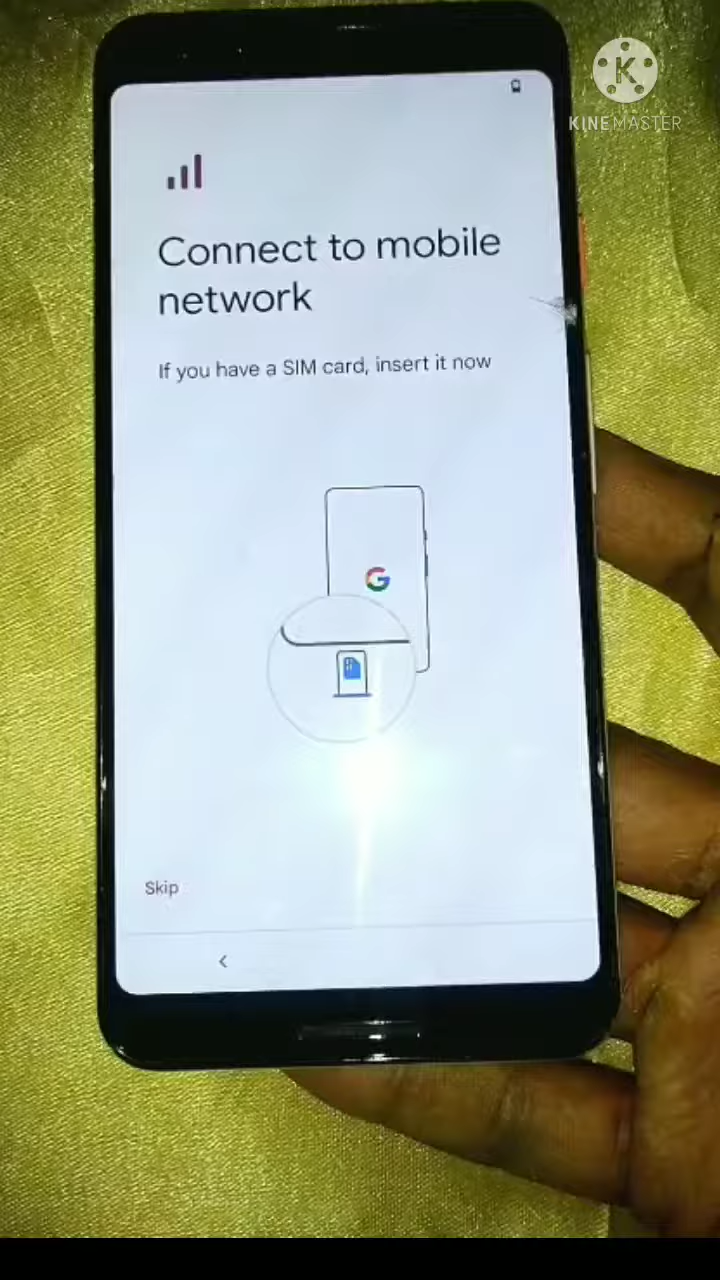 K
KINEMASTER
Connect to mobile
network
If you have a SIM card, insert it now
G
Skip